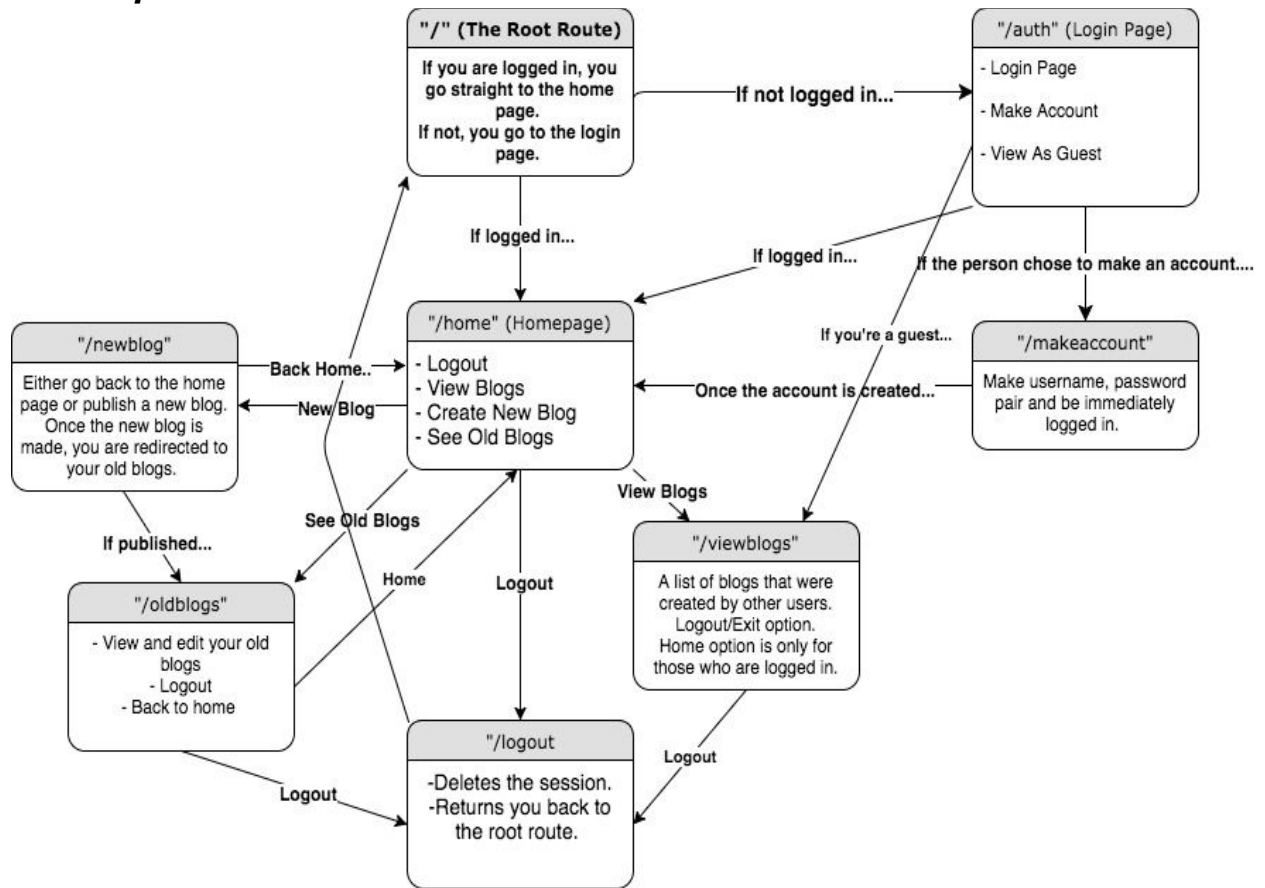 "/" (The Root Route)
If you are logged in, you
go straight to the home
page.
If not, you go to the login
page.
If not logged in...
"/auth" (Login Page)
- Login Page
- Make Account
- View As Guest
If logged in...
If logged in...
If the person chose to make an account....
"/newblog"
Either go back to the home
page or publish a new blog.
Once the new blog is
made, you are redirected to
your old blogs.
Back Home..
New Blog
"/home" (Homepage)
- Logout
- View Blogs
- Create New Blog
- See Old Blogs
If you're a guest...
Once the account is created...
"/makeaccount"
Make username, password
pair and be immediately
logged in.
If published...
See Old Blogs
Home
Logout
View Blogs
"/viewblogs"
A list of blogs that were
created by other users.
Logout/Exit option.
Home option is only for
those who are logged in.
"/oldblogs"
- View and edit your old
blogs
- Logout
- Back to home
Logout
"/logout
-Deletes the session.
-Returns you back to
the root route.
Logout